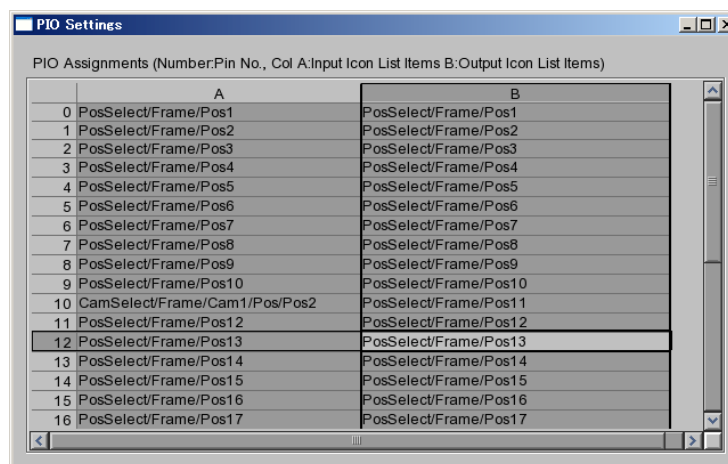 PIO Settings
PIO Assignments (Number:Pin No., Col A:Input Icon List Items B:Output Icon List Items)
A B
0 PosSelect/Frame/Pos1 PosSelect/Frame/Pos1
1 PosSelect/Frame/Pos2 PosSelect/Frame/Pos2
2 PosSelect/Frame/Pos3 PosSelect/Frame/Pos3
3 PosSelect/Frame/Pos4 PosSelect/Frame/Pos4
4 PosSelect/Frame/Pos5 PosSelect/Frame/Pos5
5 PosSelect/Frame/Pos6 PosSelect/Frame/Pos6
6 PosSelect/Frame/Pos7 PosSelect/Frame/Pos7
7 PosSelect/Frame/Pos8 PosSelect/Frame/Pos8
8 PosSelect/Frame/Pos9 PosSelect/Frame/Pos9
9 PosSelect/Frame/Pos10 PosSelect/Frame/Pos10
10 CamSelect/Frame/Cam1/Pos/Pos2 PosSelect/Frame/Pos11
11 PosSelect/Frame/Pos12 PosSelect/Frame/Pos12
12 PosSelect/Frame/Pos13 PosSelect/Frame/Pos13
13 PosSelect/Frame/Pos14 PosSelect/Frame/Pos14
14 PosSelect/Frame/Pos15 PosSelect/Frame/Pos15
15 PosSelect/Frame/Pos16 PosSelect/Frame/Pos16
16 PosSelect/Frame/Pos17 PosSelect/Frame/Pos17